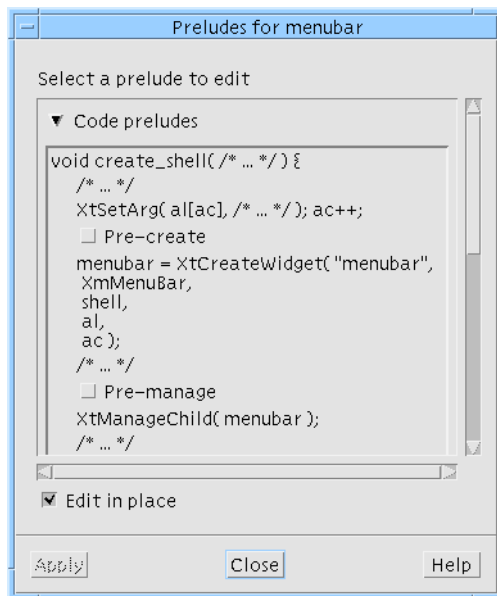 Preludes for menubar
Select a prelude to edit
Code preludes
void create_shell( /* ... */ ) {
/* ... */
XtSetArg( al[ac], /* ... */ ); ac++;
Pre-create
menubar = XtCreateWidget( "menubar",
XmMenuBar,
shell,
al,
ac );
/* ... */
Pre-manage
XtManageChild( menubar );
/* ... */
Edit in place
Apply Close Help